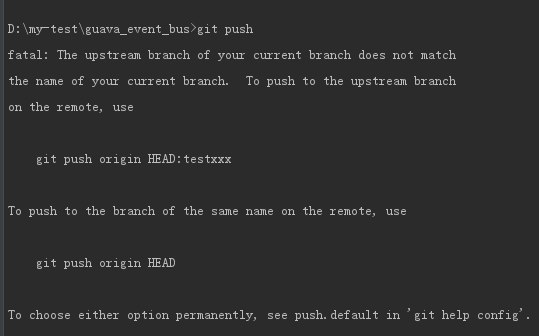 D:\my-test\guava_event_bus>git push
fatal: The upstream branch of your current branch does not match
the name of your current branch.  To push to the upstream branch
on the remote, use
    git push origin HEAD:testxxx
To push to the branch of the same name on the remote, use
    git push origin HEAD
To choose either option permanently, see push.default in 'git help config'.